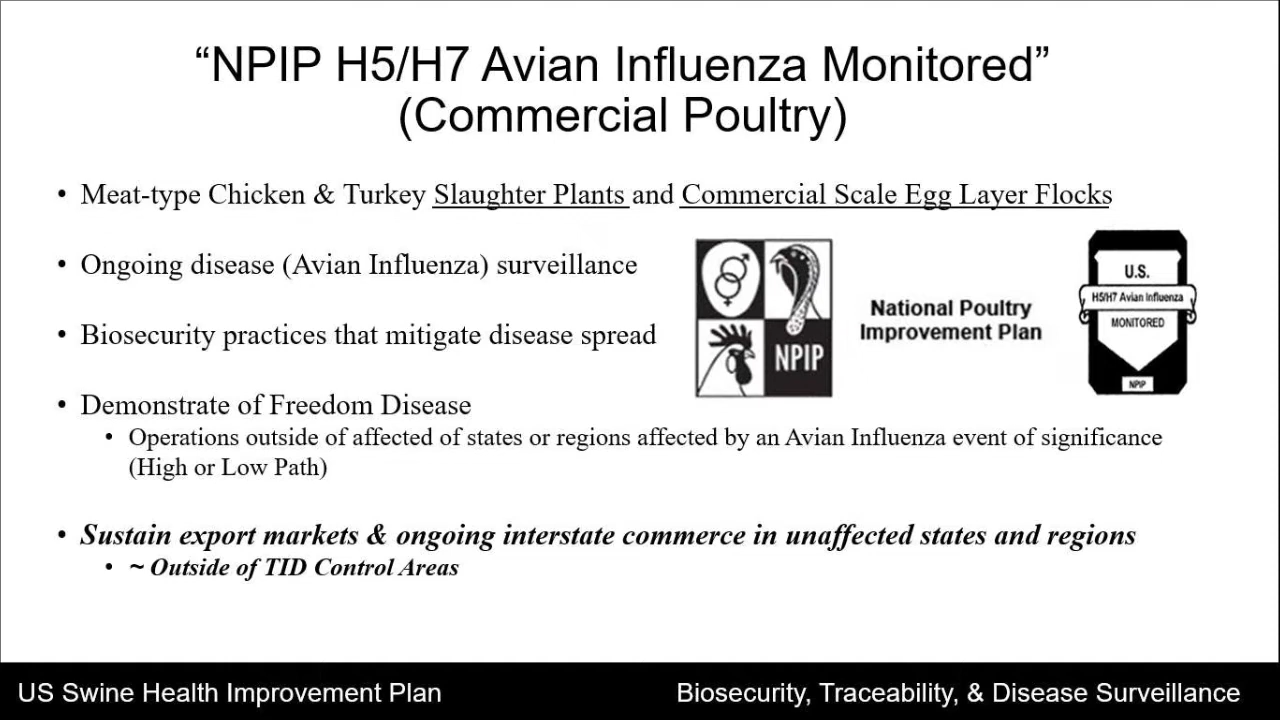 “NPIP H5/H7 Avian Influenza Monitored”
(Commercial Poultry)
• Meat-type Chicken & Turkey Slaughter Plants and Commercial Scale Egg Layer Flocks
• Ongoing disease (Avian Influenza) surveillance
• Biosecurity practices that mitigate disease spread
NPIP
National Poultry
Improvement Plan
U.S.
H5/H7 Avian Influenza
MONITORED
NPIP
• Demonstrate of Freedom Disease
• Operations outside of affected of states or regions affected by an Avian Influenza event of significance
(High or Low Path)
• Sustain export markets & ongoing interstate commerce in unaffected states and regions
• ~ Outside of TID Control Areas
US Swine Health Improvement Plan
Biosecurity, Traceability, & Disease Surveillance